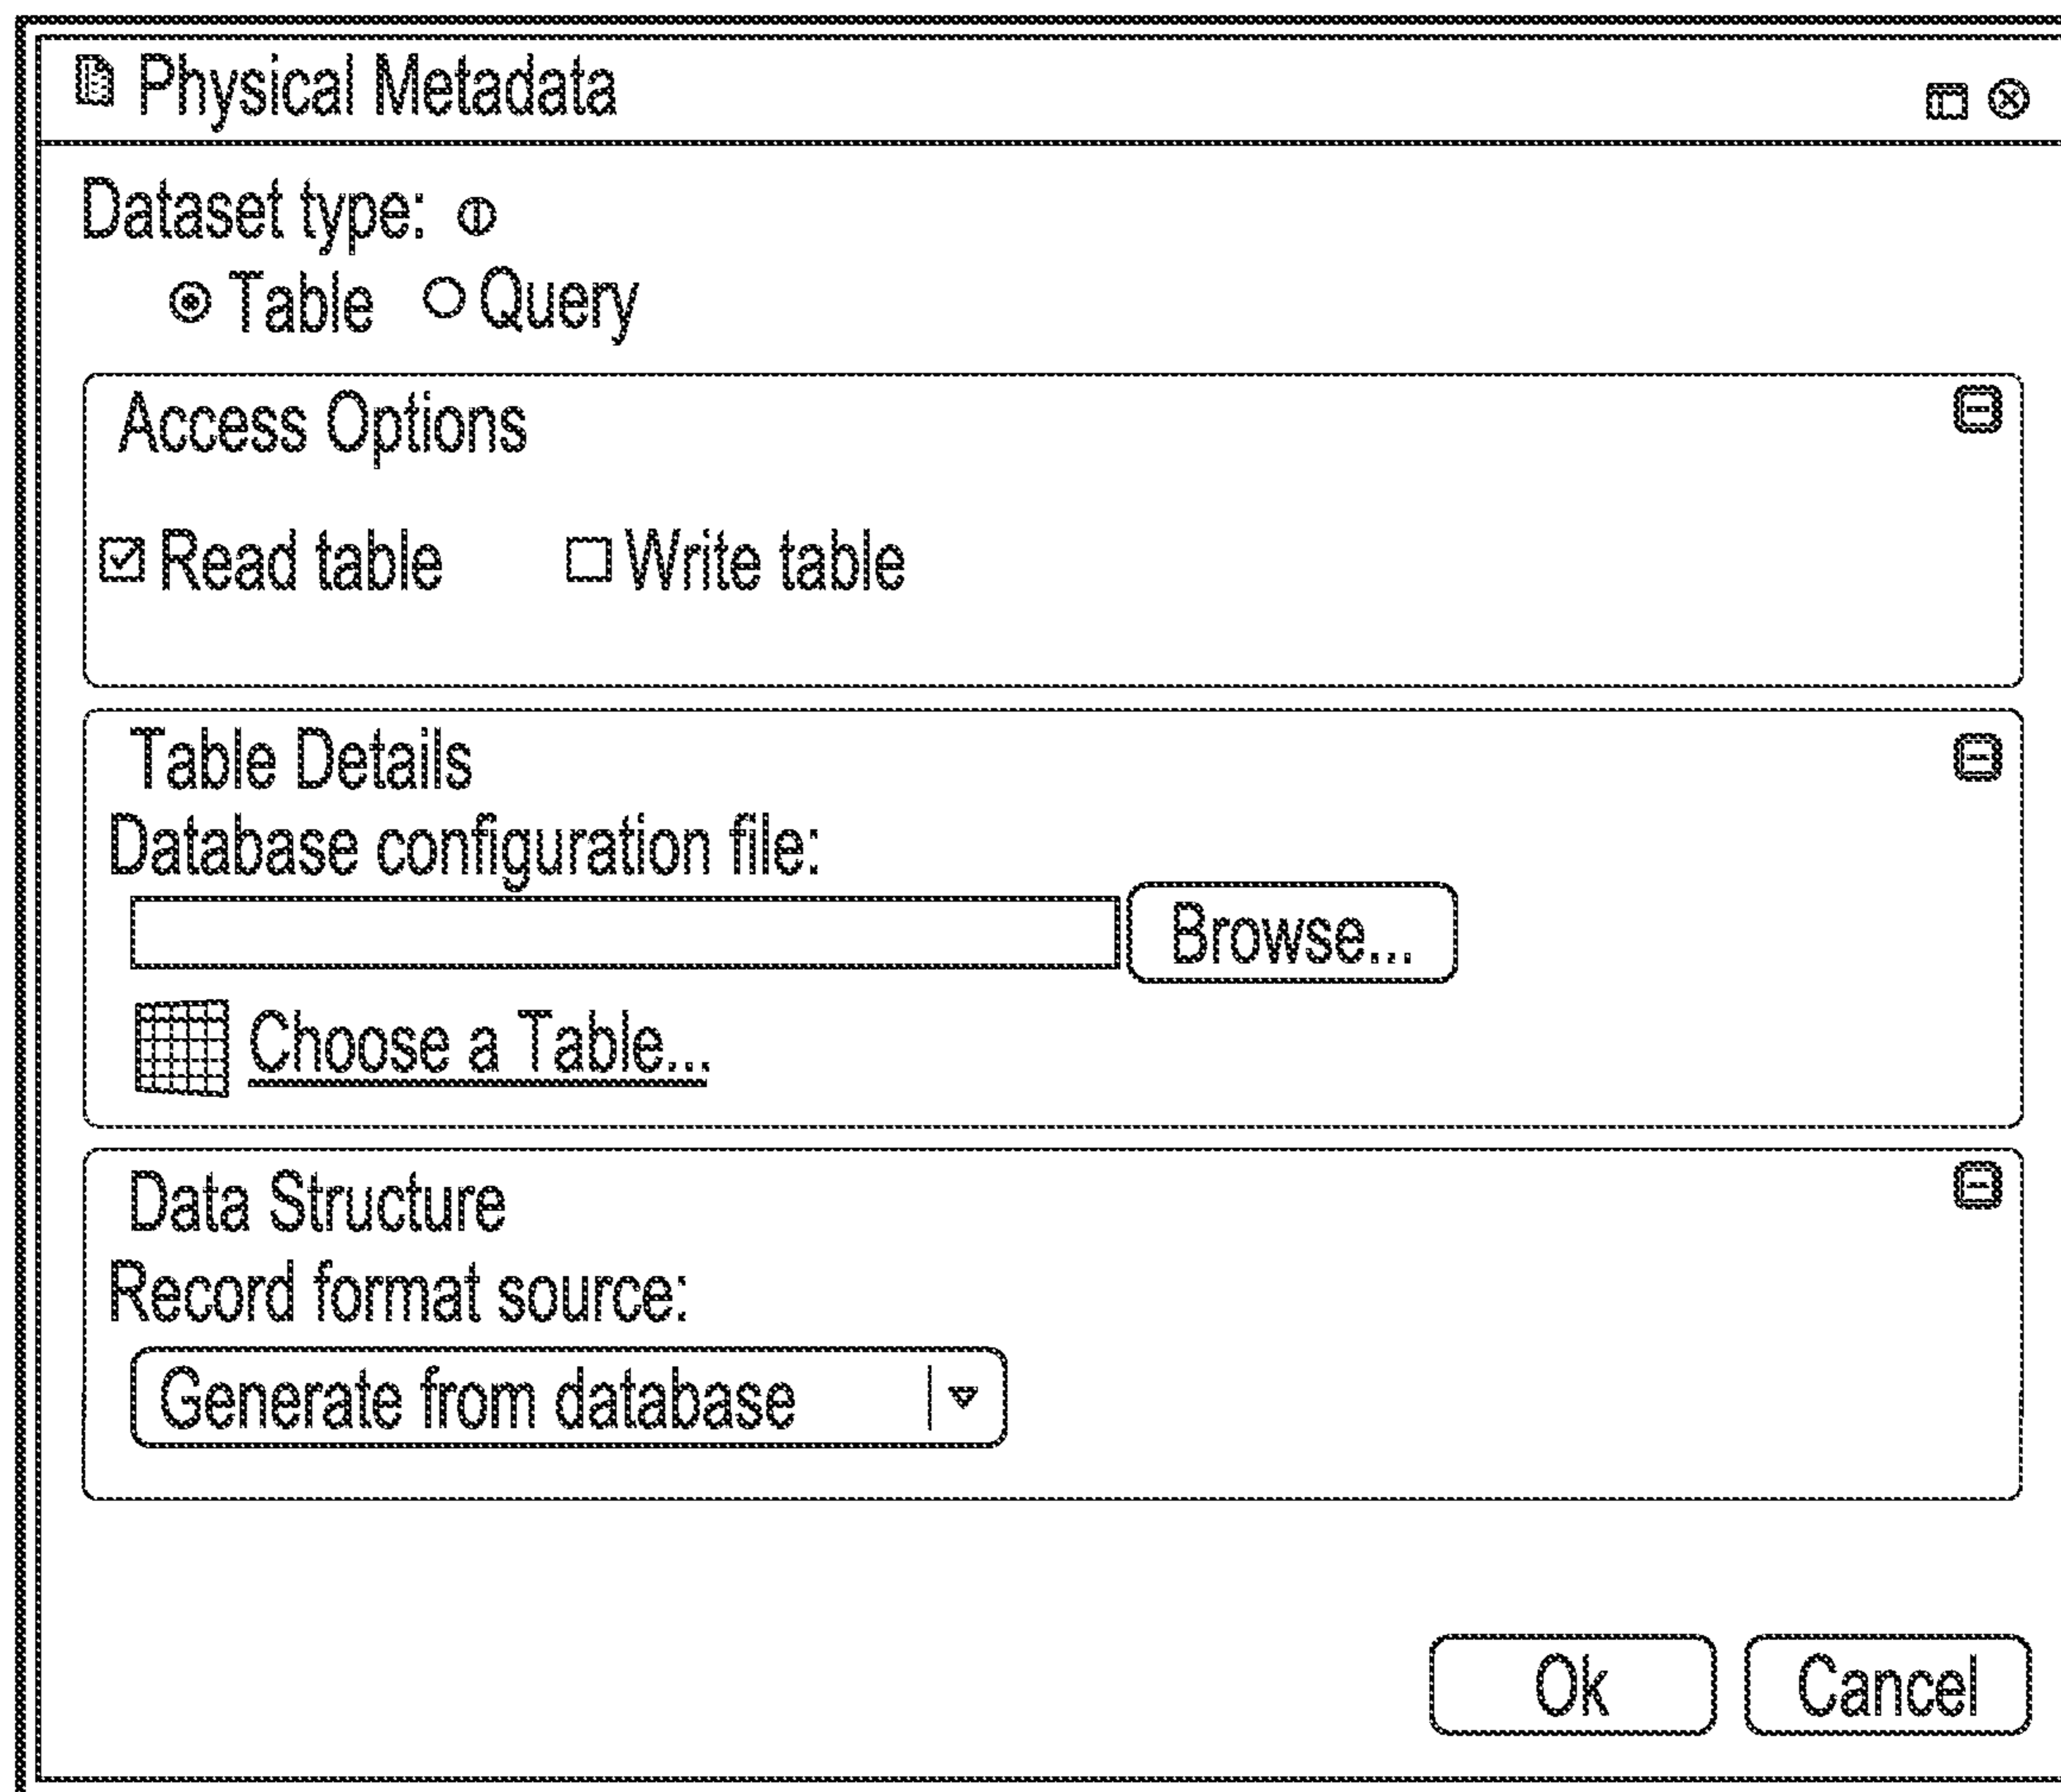 Physical Metadata
Dataset type:
Table Query
Access Options
Read table Write table
Table Details
Database configuration file:
Browse...
Choose a Table...
Data Structure
Record format source:
Generate from database
Ok Cancel